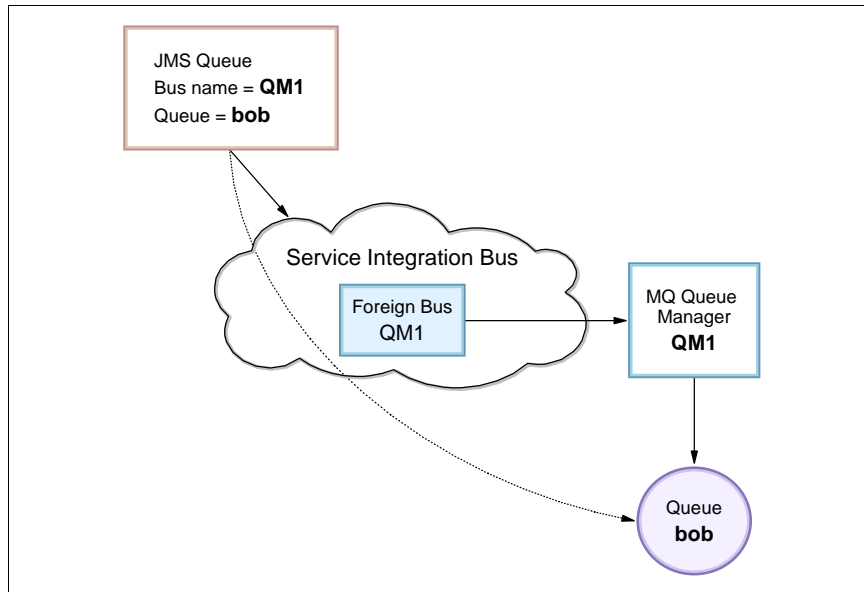 JMS Queue
Bus name = QM1
Queue = bob
Service Integration Bus
Foreign Bus
QM1
MQ Queue
Manager
QM1
Queue
bob